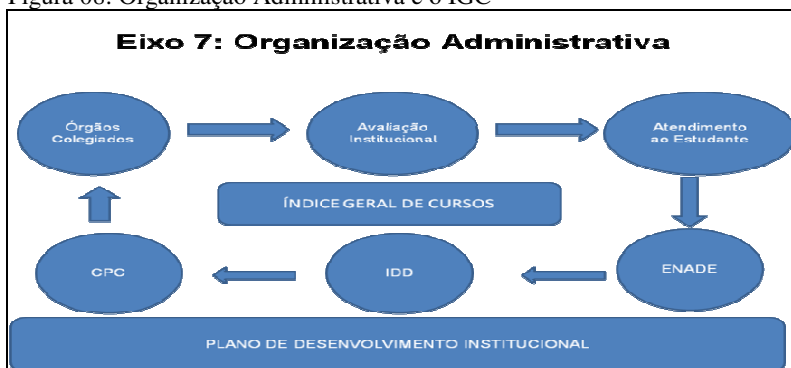 Figura 08: Organização Administrativa e o IGC
Eixo 7: Organização Administrativa
Órgãos
Colegiados
Avaliação
Institucional
Atendimento
ao Estudante
ÍNDICE GERAL DE CURSOS
CPC
IDD
ENADE
PLANO DE DESENVOLVIMENTO INSTITUCIONAL